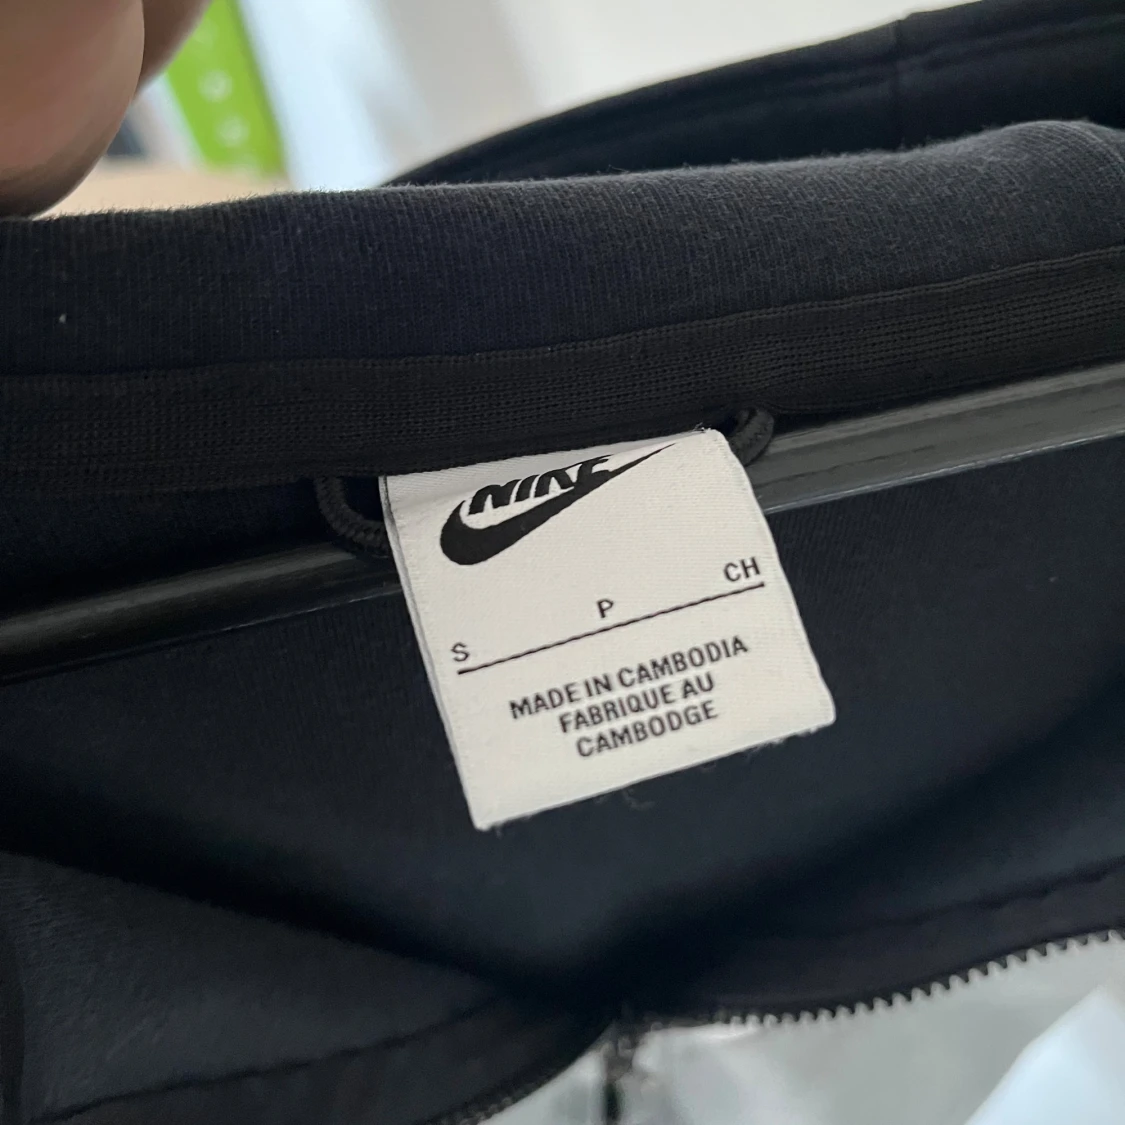 NIKE
S P CH
MADE IN CAMBODIA
FABRIQUE AU
CAMBODGE